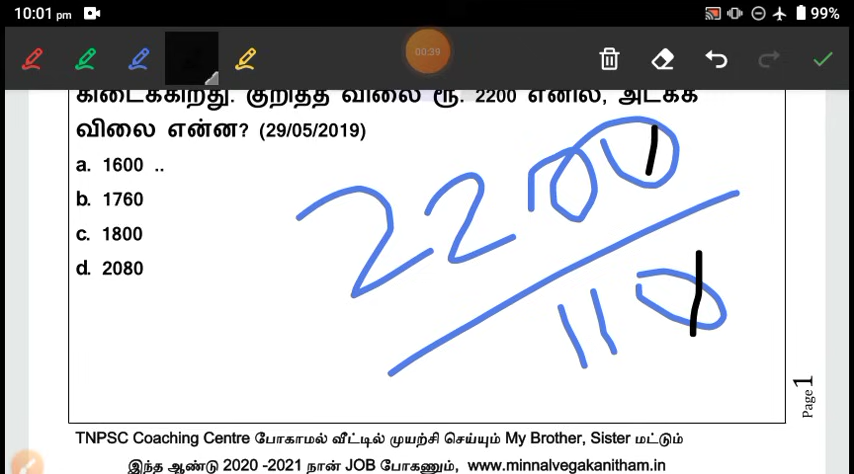 10:01 pm
99%
00:39
கிடைக்கிறது. குறித்த விலை ரூ. 2200 எனில், அடக்க
விலை என்ன? (29/05/2019)
a. 1600 ..
b. 1760
c. 1800
d. 2080
2200
110
Page 1
TNPSC Coaching Centre போகாமல் வீட்டில் முயற்சி செய்யும் My Brother, Sister மட்டும்
இந்த ஆண்டு 2020 -2021 நான் JOB போகணும், www.minnalvegakanitham.in